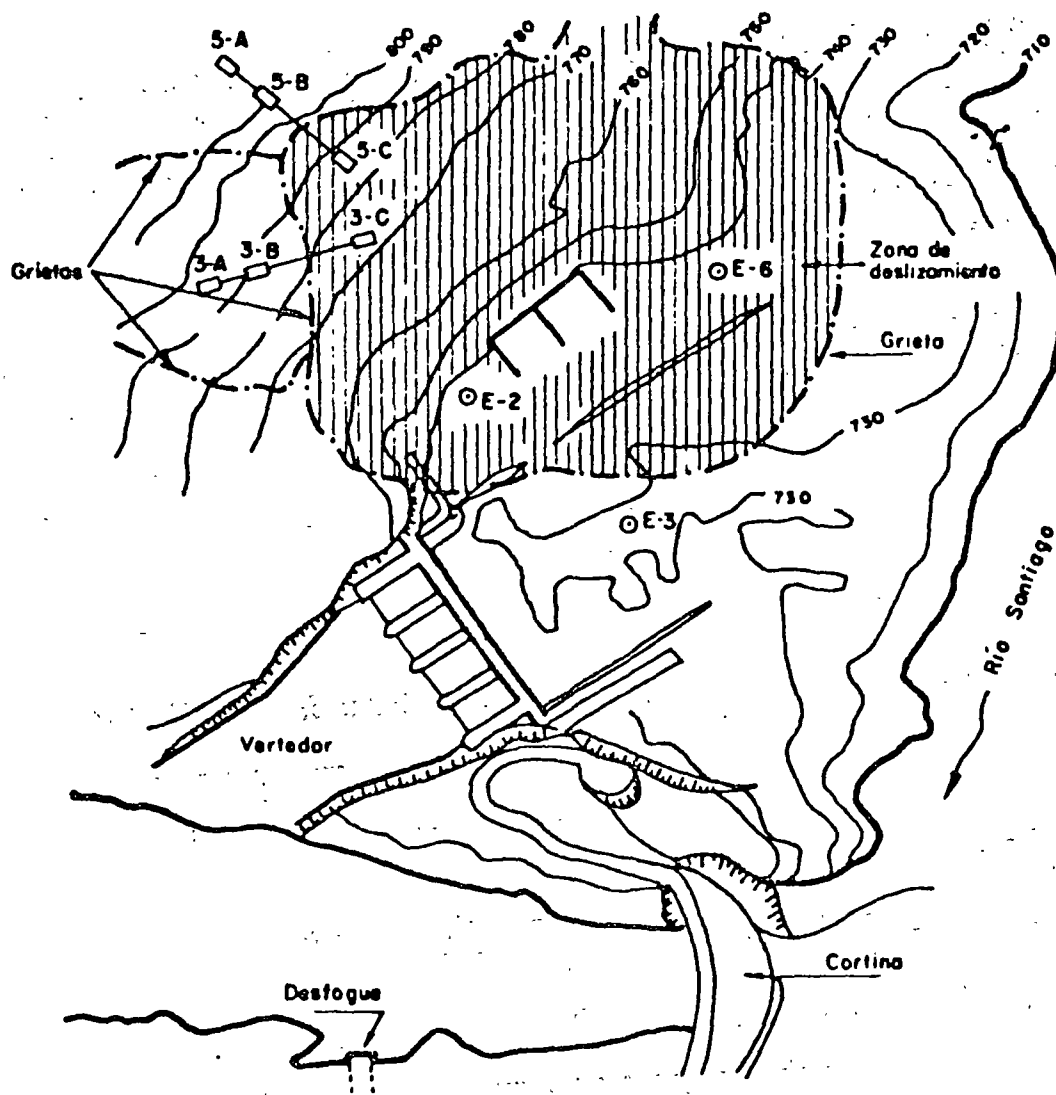 5-A
5-B
5-C
800
790
780
770
760
750
740
730
720
710
3-A
3-B
3-C
Grietas
E-6
Zona de
deslizamiento
Grieta
E-2
730
E-3
730
Río Santiago
Vertedor
Cortina
Desfogue